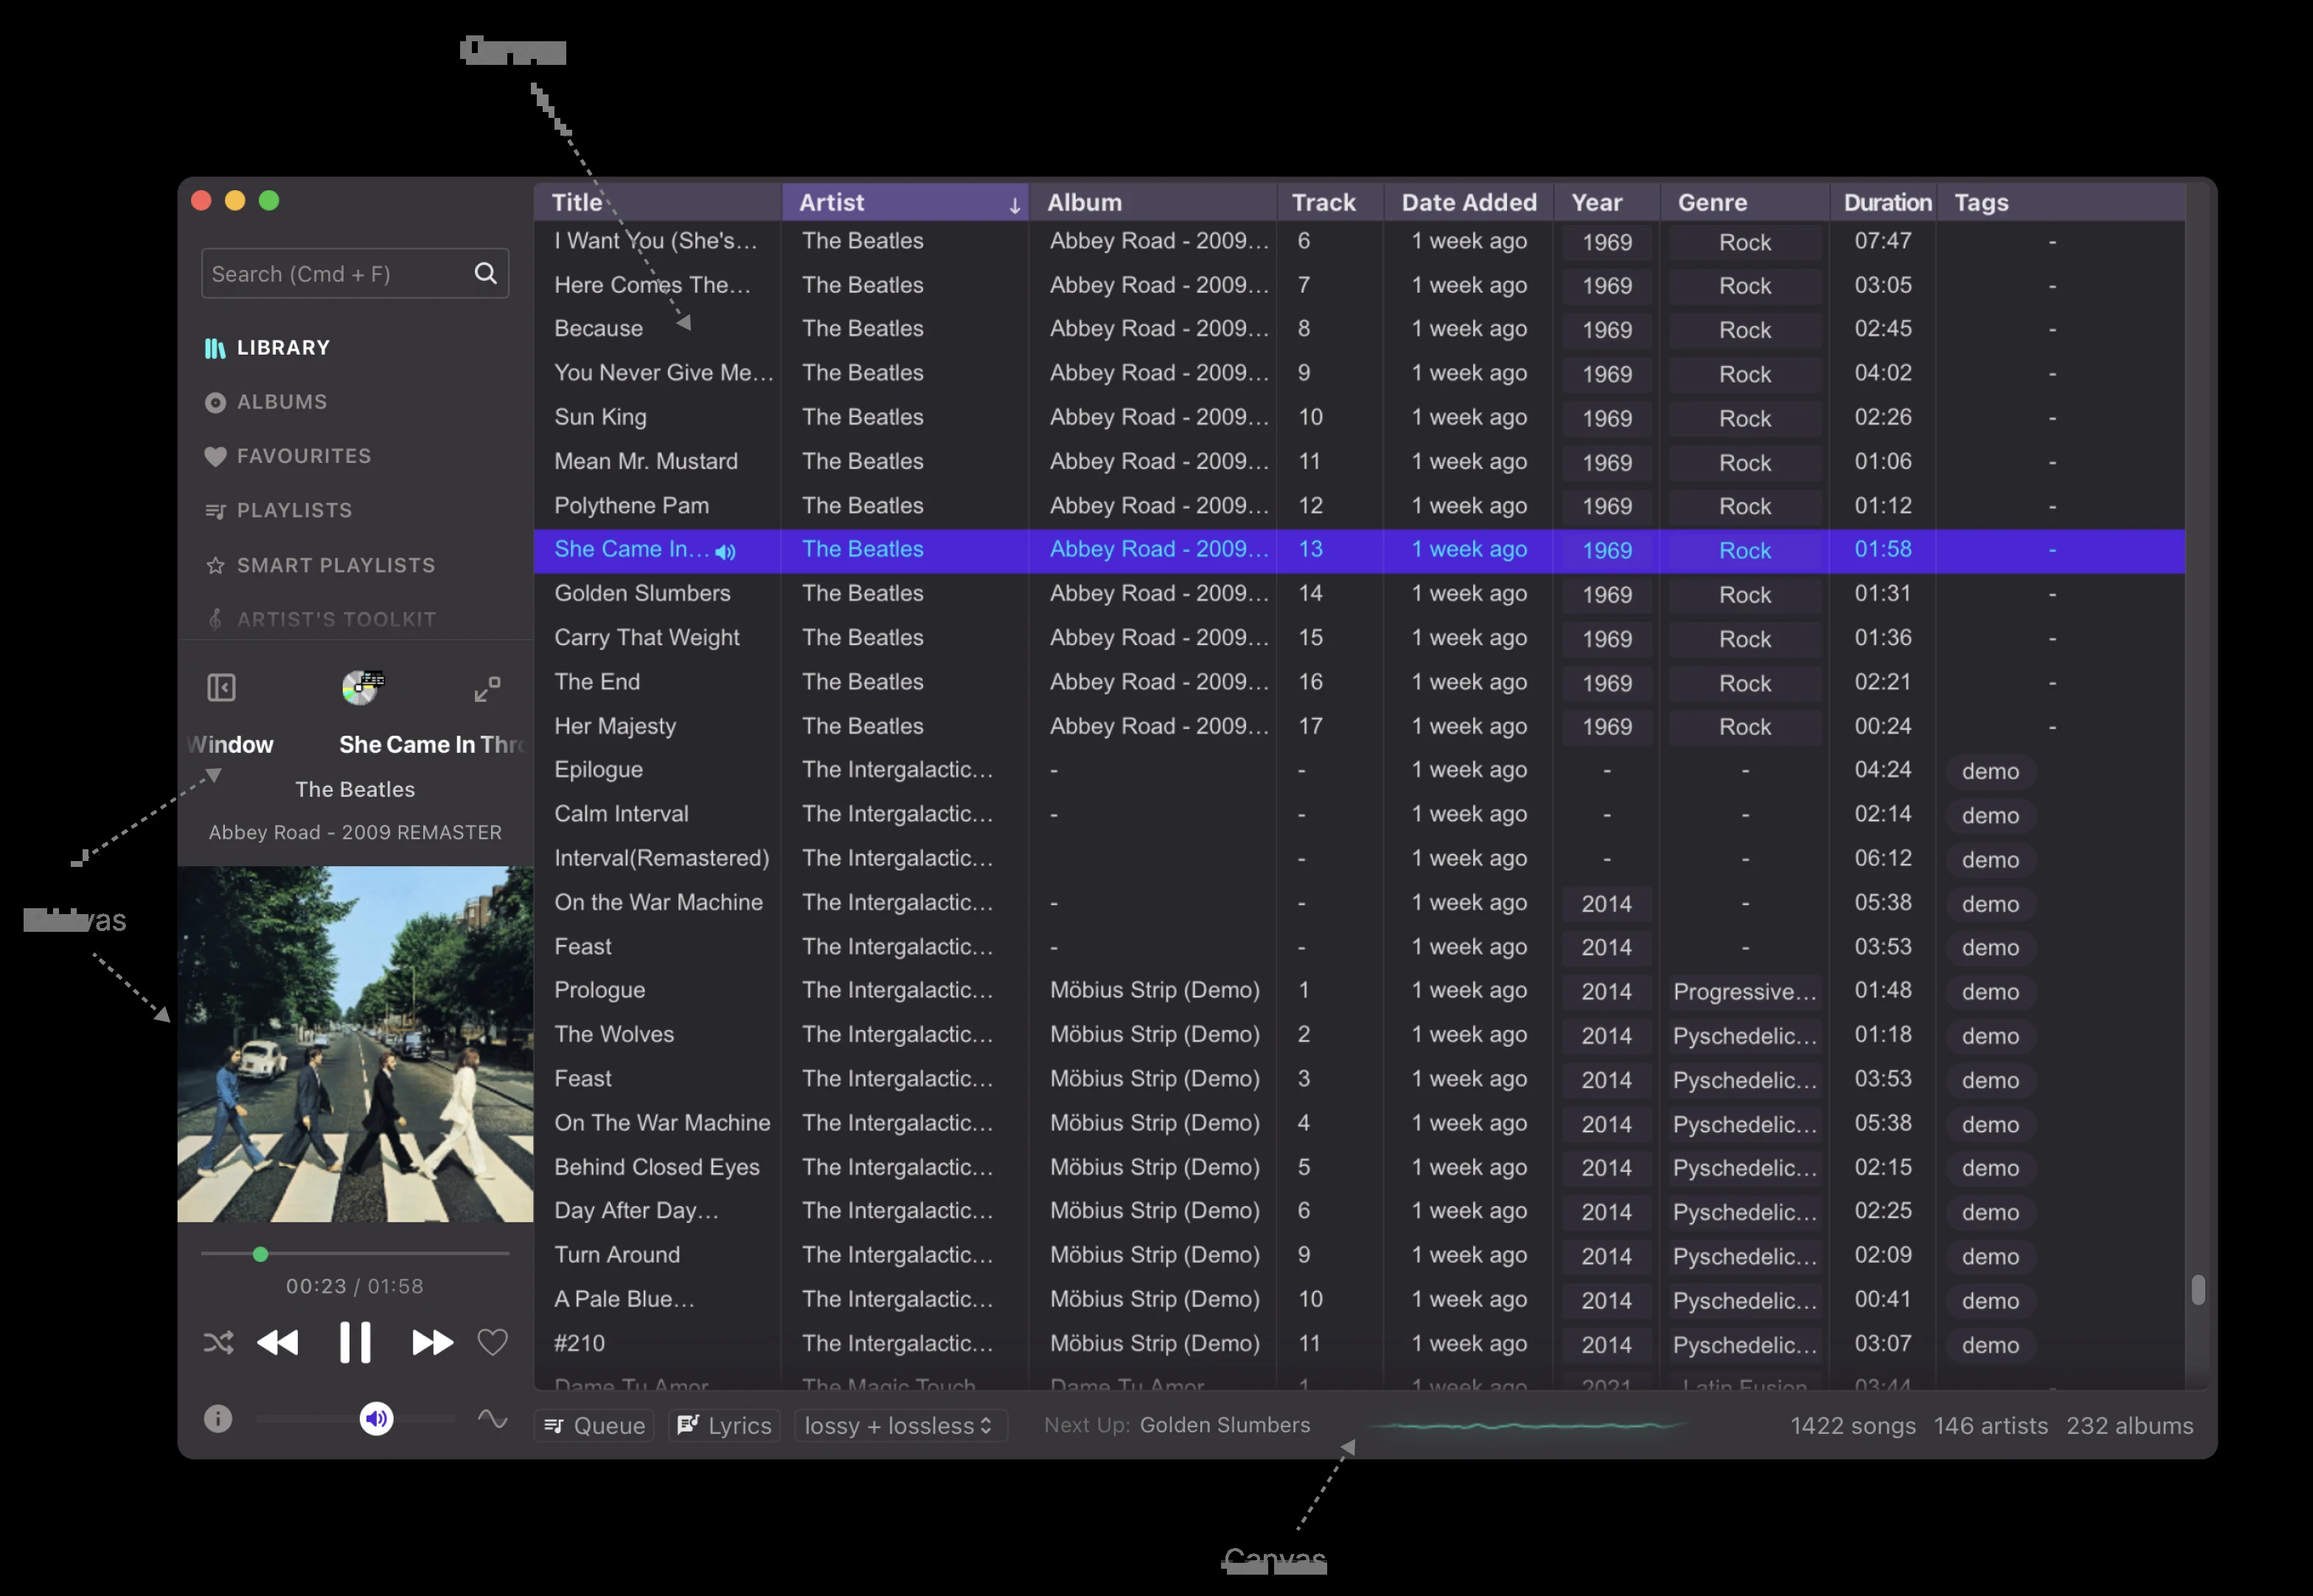 Search (Cmd + F)
LIBRARY
ALBUMS
FAVOURITES
PLAYLISTS
SMART PLAYLISTS
ARTIST'S TOOLKIT
Window She Came In Thro
The Beatles
Abbey Road - 2009 REMASTER
00:23 / 01:58
Title Artist ↓ Album Track Date Added Year Genre Duration Tags
I Want You (She's... The Beatles Abbey Road - 2009... 6 1 week ago 1969 Rock 07:47 -
Here Comes The... The Beatles Abbey Road - 2009... 7 1 week ago 1969 Rock 03:05 -
Because The Beatles Abbey Road - 2009... 8 1 week ago 1969 Rock 02:45 -
You Never Give Me... The Beatles Abbey Road - 2009... 9 1 week ago 1969 Rock 04:02 -
Sun King The Beatles Abbey Road - 2009... 10 1 week ago 1969 Rock 02:26 -
Mean Mr. Mustard The Beatles Abbey Road - 2009... 11 1 week ago 1969 Rock 01:06 -
Polythene Pam The Beatles Abbey Road - 2009... 12 1 week ago 1969 Rock 01:12 -
She Came In... The Beatles Abbey Road - 2009... 13 1 week ago 1969 Rock 01:58 -
Golden Slumbers The Beatles Abbey Road - 2009... 14 1 week ago 1969 Rock 01:31 -
Carry That Weight The Beatles Abbey Road - 2009... 15 1 week ago 1969 Rock 01:36 -
The End The Beatles Abbey Road - 2009... 16 1 week ago 1969 Rock 02:21 -
Her Majesty The Beatles Abbey Road - 2009... 17 1 week ago 1969 Rock 00:24 -
Epilogue The Intergalactic... - - 1 week ago - - 04:24 demo
Calm Interval The Intergalactic... - - 1 week ago - - 02:14 demo
Interval(Remastered) The Intergalactic... - 1 week ago - - 06:12 demo
On the War Machine The Intergalactic... - - 1 week ago 2014 - 05:38 demo
Feast The Intergalactic... - - 1 week ago 2014 - 03:53 demo
Prologue The Intergalactic... Möbius Strip (Demo) 1 1 week ago 2014 Progressive... 01:48 demo
The Wolves The Intergalactic... Möbius Strip (Demo) 2 1 week ago 2014 Pyschedelic... 01:18 demo
Feast The Intergalactic... Möbius Strip (Demo) 3 1 week ago 2014 Pyschedelic... 03:53 demo
On The War Machine The Intergalactic... Möbius Strip (Demo) 4 1 week ago 2014 Pyschedelic... 05:38 demo
Behind Closed Eyes The Intergalactic... Möbius Strip (Demo) 5 1 week ago 2014 Pyschedelic... 02:15 demo
Day After Day... The Intergalactic... Möbius Strip (Demo) 6 1 week ago 2014 Pyschedelic... 02:25 demo
Turn Around The Intergalactic... Möbius Strip (Demo) 9 1 week ago 2014 Pyschedelic... 02:09 demo
A Pale Blue... The Intergalactic... Möbius Strip (Demo) 10 1 week ago 2014 Pyschedelic... 00:41 demo
#210 The Intergalactic... Möbius Strip (Demo) 11 1 week ago 2014 Pyschedelic... 03:07 demo
Dame Tu Amor The Magic Touch Dame Tu Amor 1 1 week ago 2021 Latin Fusion 03:44 -
Queue Lyrics lossy + lossless Next Up: Golden Slumbers 1422 songs 146 artists 232 albums
Canvas